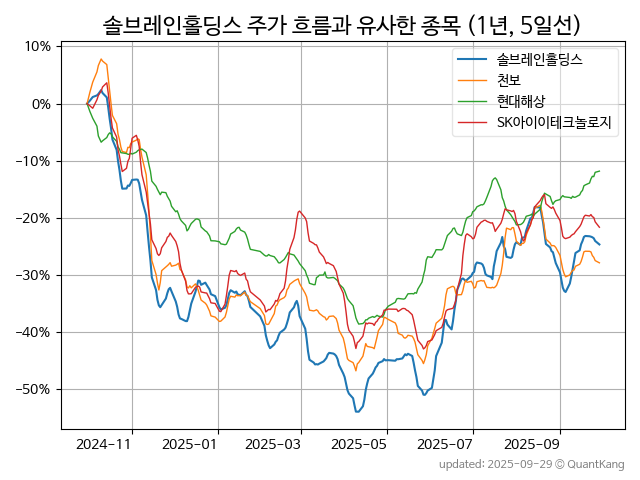 솔브레인홀딩스 주가 흐름과 유사한 종목 (1년, 5일선)
솔브레인홀딩스
천보
현대해상
SK아이이테크놀로지
10%
0%
−10%
−20%
−30%
−40%
−50%
2024-11
2025-01
2025-03
2025-05
2025-07
2025-09
updated: 2025-09-29 © QuantKang